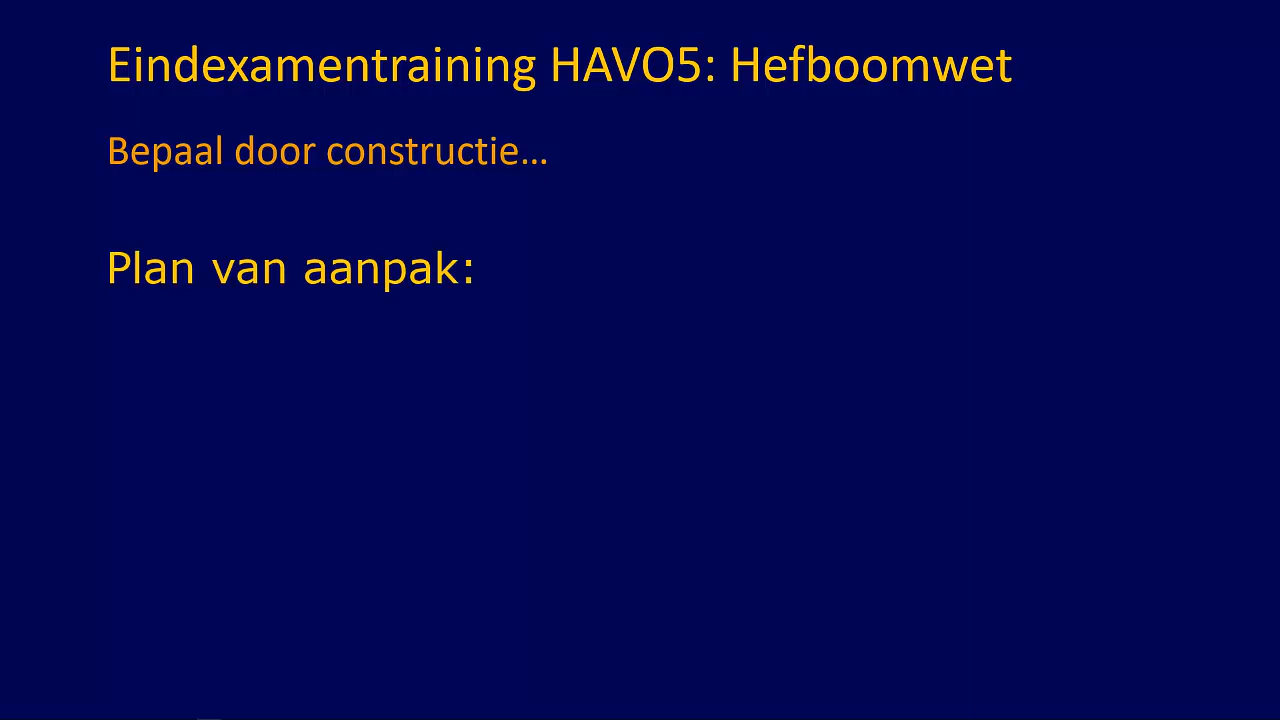 Eindexamentraining HAVO5: Hefboomwet
Bepaal door constructie…
Plan van aanpak: